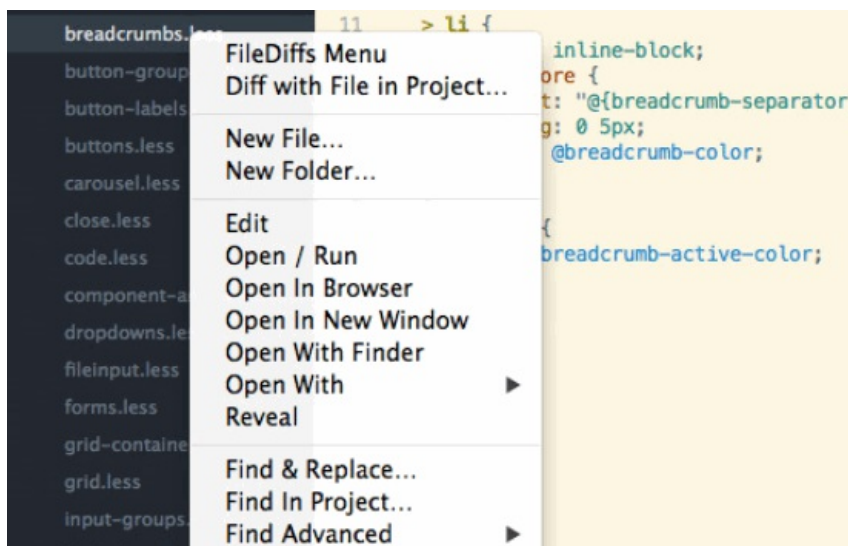 breadcrumbs.less
button-group
button-labels
buttons.less
carousel.less
close.less
code.less
component-a
dropdowns.le
fileinput.less
forms.less
grid-containe
grid.less
input-groups.
FileDiffs Menu
Diff with File in Project...
New File...
New Folder...
Edit
Open / Run
Open In Browser
Open In New Window
Open With Finder
Open With ▶
Reveal
Find & Replace...
Find In Project...
Find Advanced ▶
11 > li {
inline-block;
ore {
t: "@{breadcrumb-separator
g: 0 5px;
@breadcrumb-color;
{
breadcrumb-active-color;